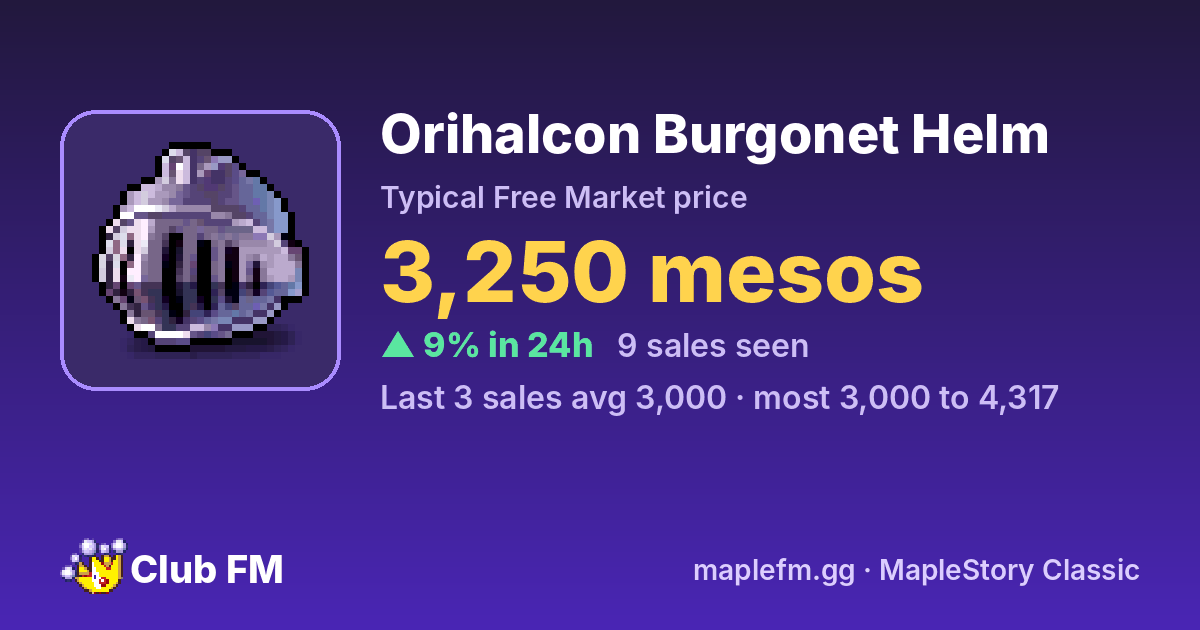 Orihalcon Burgonet Helm
Typical Free Market price
3,250 mesos
▲ 9% in 24h 9 sales seen
Last 3 sales avg 3,000 · most 3,000 to 4,317
Club FM
maplefm.gg · MapleStory Classic